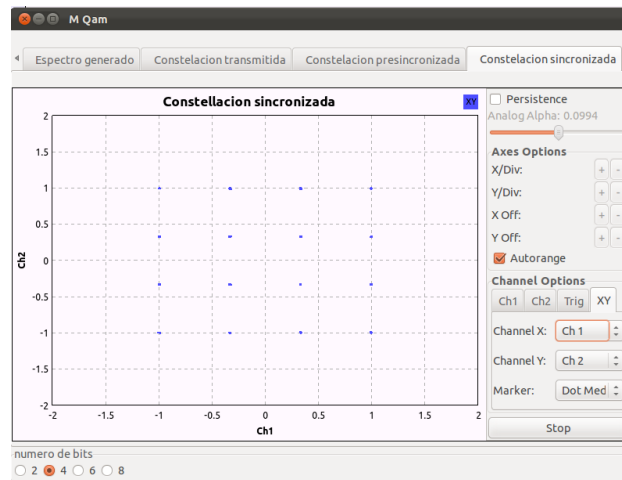 M Qam
Espectro generado Constelacion transmitida Constelacion presincronizada Constelacion sincronizada
Constellacion sincronizada
XY
2
1.5
1
0.5
0
-0.5
-1
-1.5
-2
Ch2
-2 -1.5 -1 -0.5 0 0.5 1 1.5 2
Ch1
Persistence
Analog Alpha: 0.0994
Axes Options
X/Div: + -
Y/Div: + -
X Off: + -
Y Off: + -
Autorange
Channel Options
Ch1 Ch2 Trig XY
Channel X: Ch 1
Channel Y: Ch 2
Marker: Dot Med
Stop
numero de bits
2 4 6 8